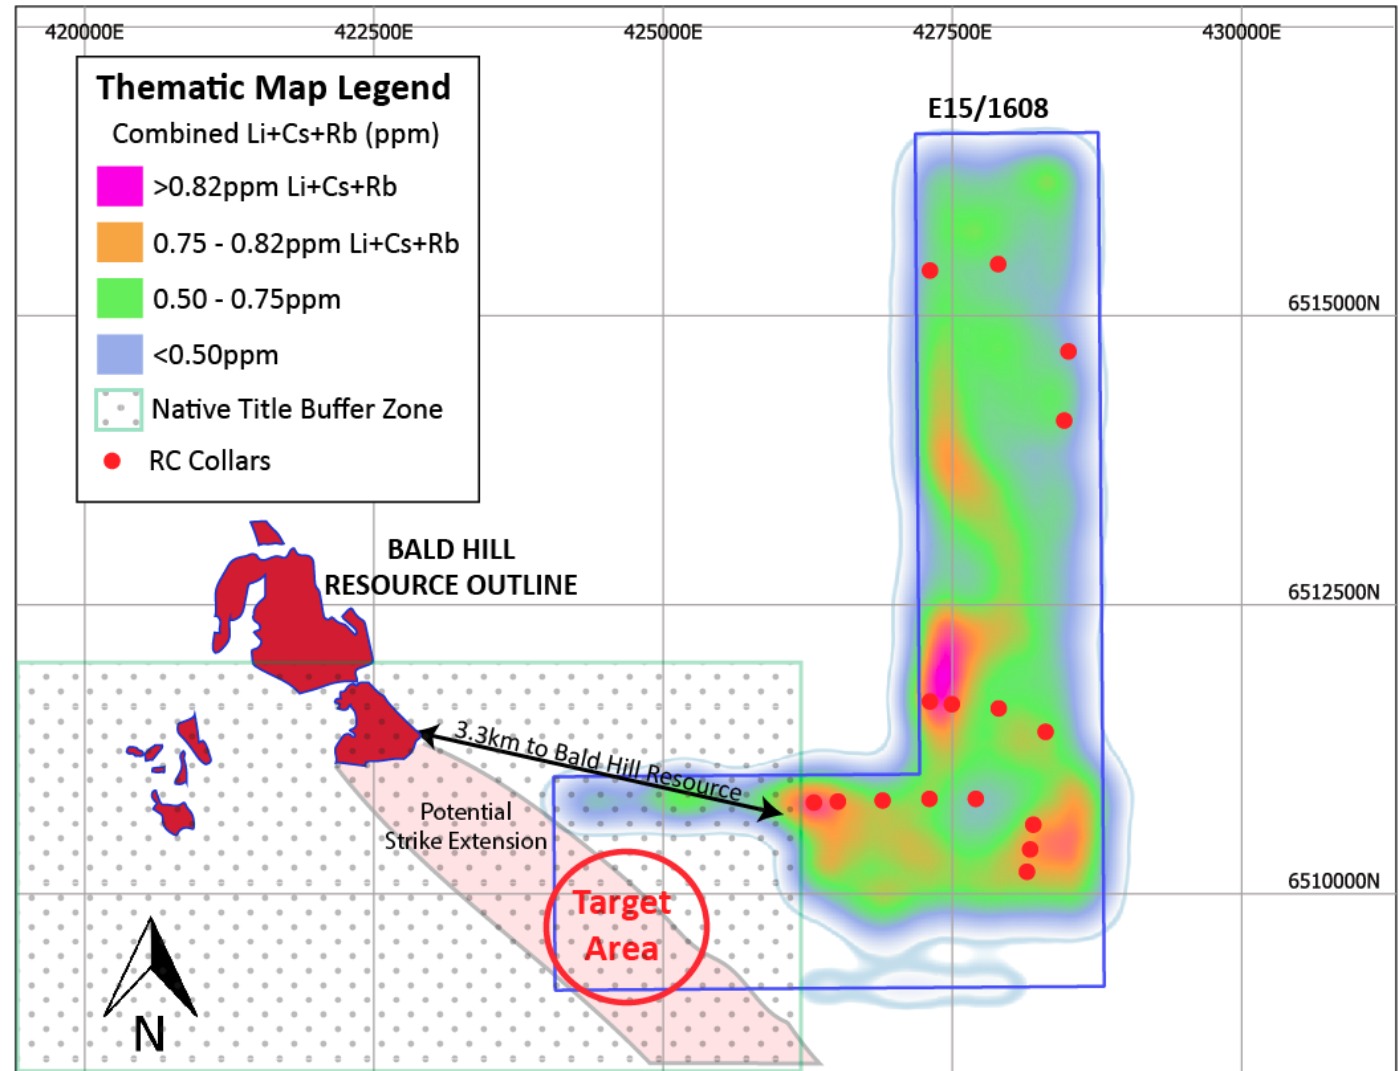 420000E 422500E 425000E 427500E 430000E
Thematic Map Legend
Combined Li+Cs+Rb (ppm)
>0.82ppm Li+Cs+Rb
0.75 - 0.82ppm Li+Cs+Rb
0.50 - 0.75ppm
<0.50ppm
Native Title Buffer Zone
RC Collars
E15/1608
6515000N
BALD HILL
RESOURCE OUTLINE
6512500N
3.3km to Bald Hill Resource
Potential
Strike Extension
6510000N
Target
Area
N